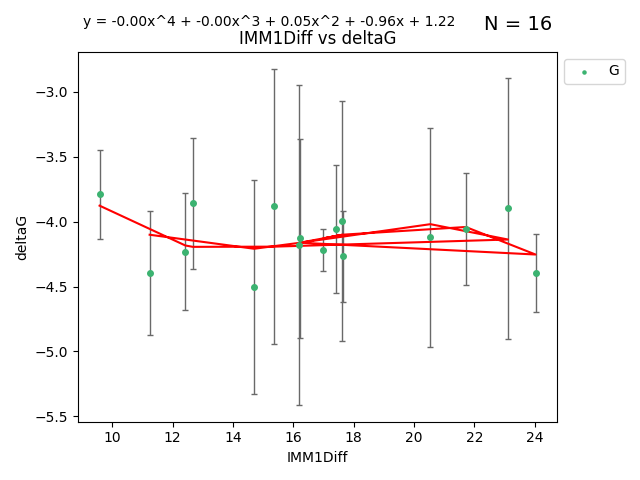 y = -0.00x^4 + -0.00x^3 + 0.05x^2 + -0.96x + 1.22
N = 16
IMM1Diff vs deltaG
G
−3.0
−3.5
−4.0
−4.5
−5.0
−5.5
deltaG
10 12 14 16 18 20 22 24
IMM1Diff